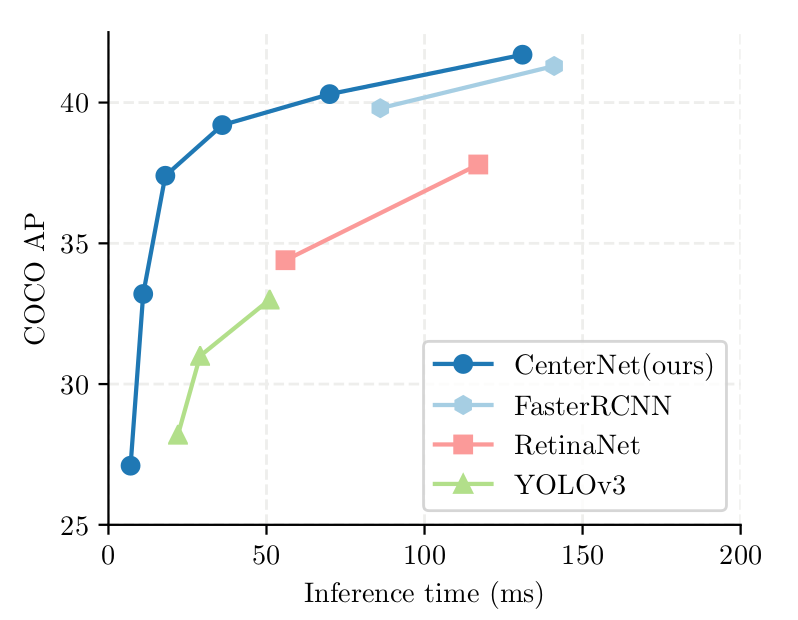 COCO AP
40
35
30
25
0 50 100 150 200
Inference time (ms)
CenterNet(ours)
FasterRCNN
RetinaNet
YOLOv3